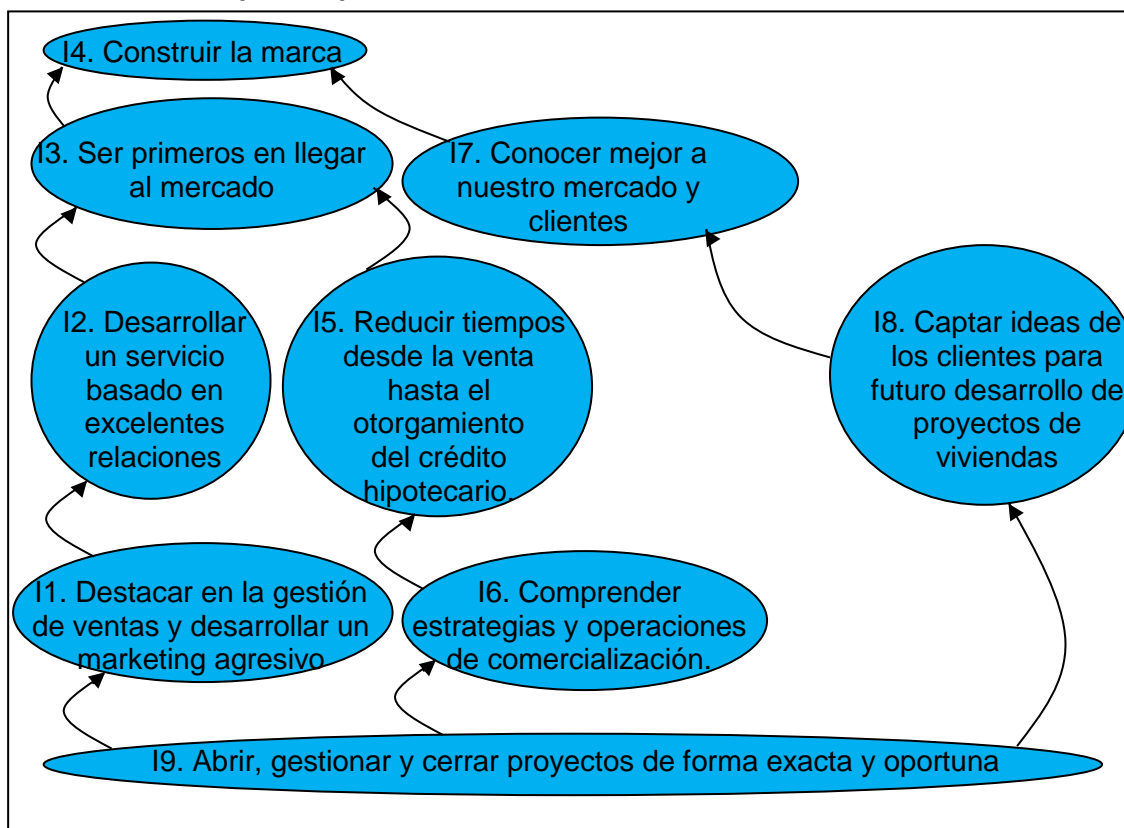 I4. Construir la marca
I3. Ser primeros en llegar
al mercado
I7. Conocer mejor a
nuestro mercado y
clientes
I2. Desarrollar
un servicio
basado en
excelentes
relaciones
I5. Reducir tiempos
desde la venta
hasta el
otorgamiento
del crédito
hipotecario.
I8. Captar ideas de
los clientes para
futuro desarrollo de
proyectos de
viviendas
I1. Destacar en la gestión
de ventas y desarrollar un
marketing agresivo
I6. Comprender
estrategias y operaciones
de comercialización.
I9. Abrir, gestionar y cerrar proyectos de forma exacta y oportuna